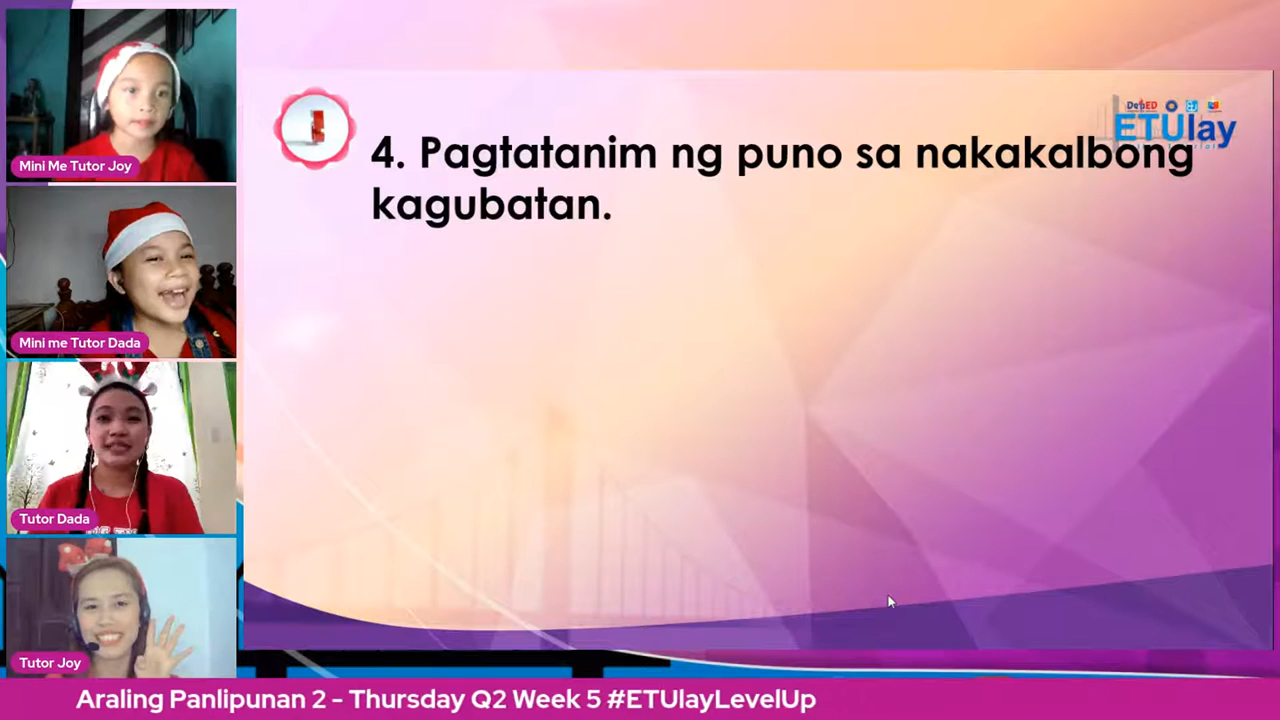 Mini Me Tutor Joy
Mini me Tutor Dada
Tutor Dada
Tutor Joy
4. Pagtatanim ng puno sa nakakalbong
kagubatan.
DepED
ETUlay
Araling Panlipunan 2 - Thursday Q2 Week 5 #ETUlayLevelUp